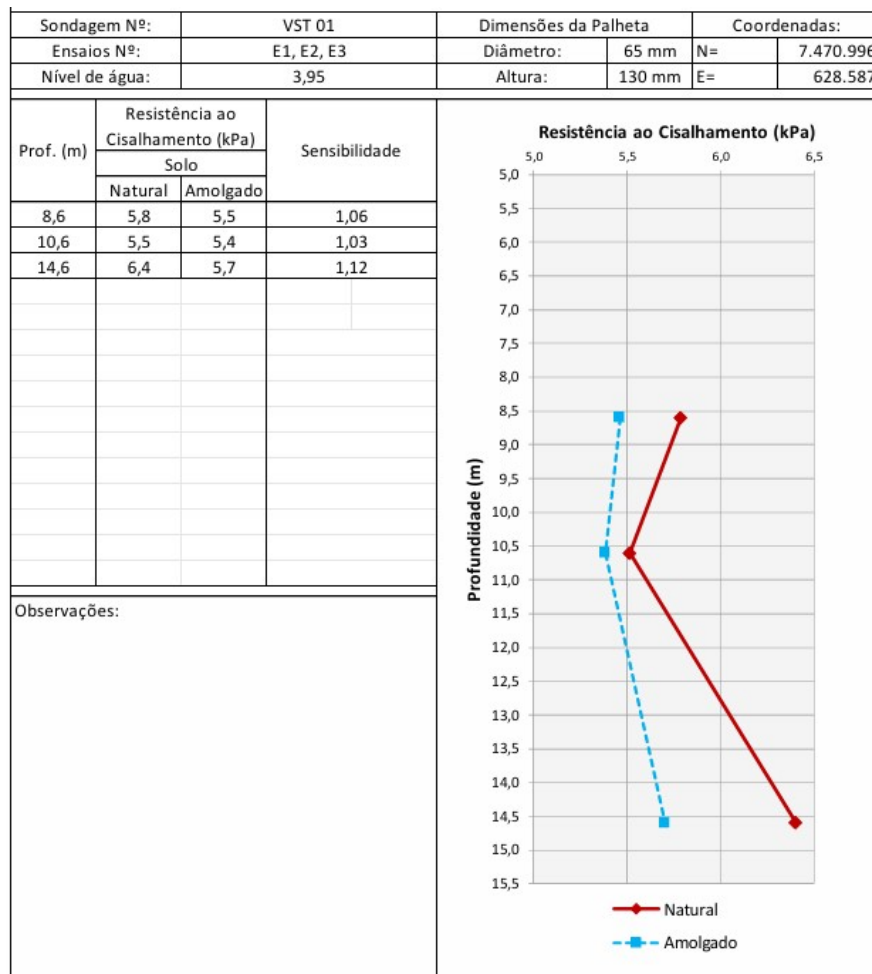 Sondagem Nº: VST 01 Dimensões da Palheta Coordenadas:
Ensaios Nº: E1, E2, E3 Diâmetro: 65 mm N= 7.470.996
Nível de água: 3,95 Altura: 130 mm E= 628.587
Prof. (m) Resistência ao Cisalhamento (kPa) Sensibilidade
Solo
Natural Amolgado
8,6 5,8 5,5 1,06
10,6 5,5 5,4 1,03
14,6 6,4 5,7 1,12
Observações:
Resistência ao Cisalhamento (kPa)
5,0 5,5 6,0 6,5
Profundidade (m)
5,0
5,5
6,0
6,5
7,0
7,5
8,0
8,5
9,0
9,5
10,0
10,5
11,0
11,5
12,0
12,5
13,0
13,5
14,0
14,5
15,0
15,5
Natural
Amolgado